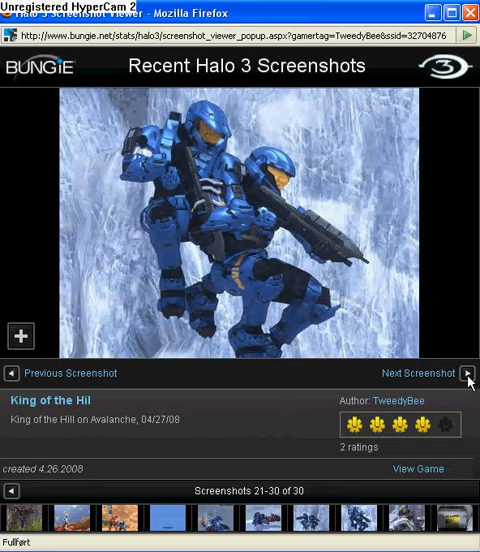 Unregistered HyperCam 2
Halo 3 Screenshot Viewer - Mozilla Firefox
http://www.bungie.net/stats/halo3/screenshot_viewer_popup.aspx?gamertag=TweedyBee&ssid=32704876
BUNGIE
Recent Halo 3 Screenshots
3
Previous Screenshot
Next Screenshot
King of the Hil
King of the Hill on Avalanche, 04/27/08
Author: TweedyBee
2 ratings
created 4.26.2008
View Game
Screenshots 21-30 of 30
Fullført